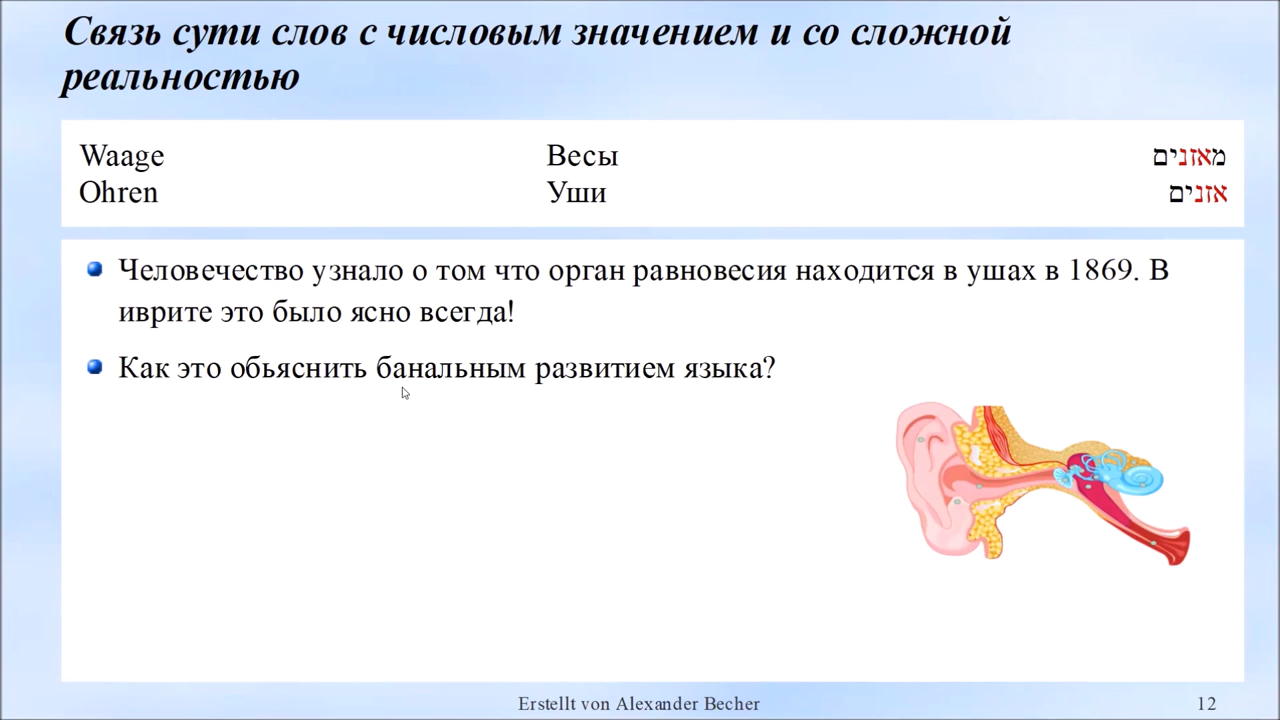 Связь сути слов с числовым значением и со сложной
реальностью
Waage Весы מאזנים
Ohren Уши אזנים
Человечество узнало о том что орган равновесия находится в ушах в 1869. В
иврите это было ясно всегда!
Как это обьяснить банальным развитием языка?
Erstellt von Alexander Becher 12